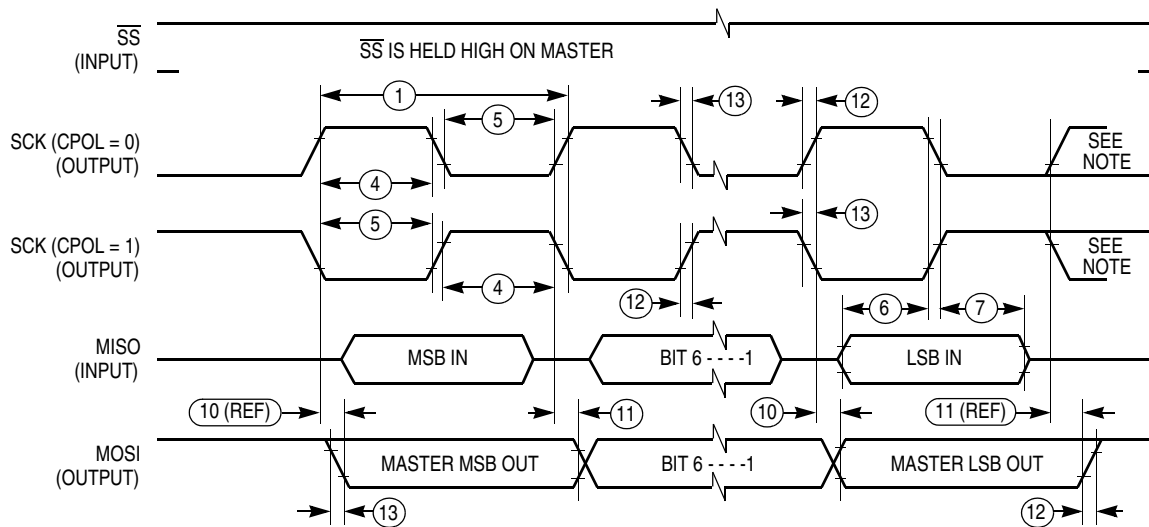 SS
(INPUT)
SS IS HELD HIGH ON MASTER
1
13
12
5
SCK (CPOL = 0)
(OUTPUT)
SEE
NOTE
4
5
13
SCK (CPOL = 1)
(OUTPUT)
SEE
NOTE
4
12
6
7
MISO
(INPUT)
MSB IN
BIT 6 - - - -1
LSB IN
10 (REF)
11
10
11 (REF)
MOSI
(OUTPUT)
MASTER MSB OUT
BIT 6 - - - -1
MASTER LSB OUT
13
12